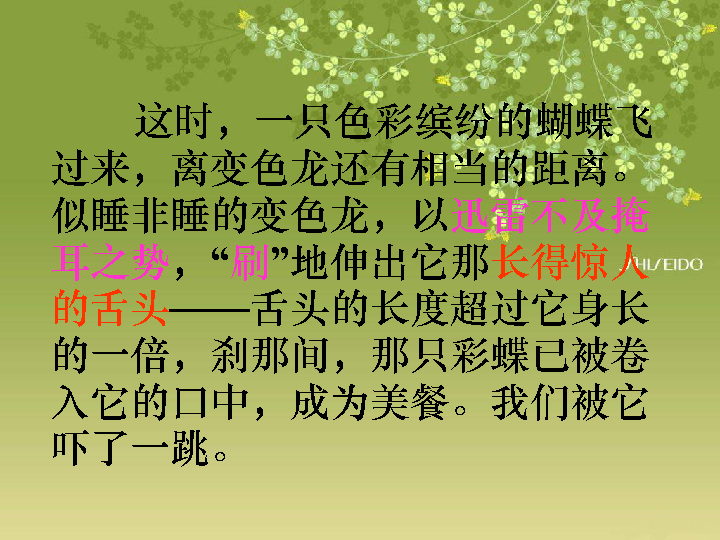 这时，一只色彩缤纷的蝴蝶飞
过来，离变色龙还有相当的距离。
似睡非睡的变色龙，以迅雷不及掩
耳之势，“刷”地伸出它那长得惊人
的舌头——舌头的长度超过它身长
的一倍，刹那间，那只彩蝶已被卷
入它的口中，成为美餐。我们被它
吓了一跳。
SHISEIDO